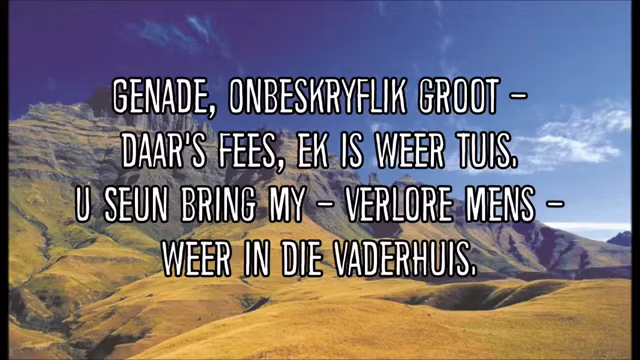 GENADE, ONBESKRYFLIK GROOT –
DAAR'S FEES, EK IS WEER TUIS.
U SEUN BRING MY – VERLORE MENS –
WEER IN DIE VADERHUIS.